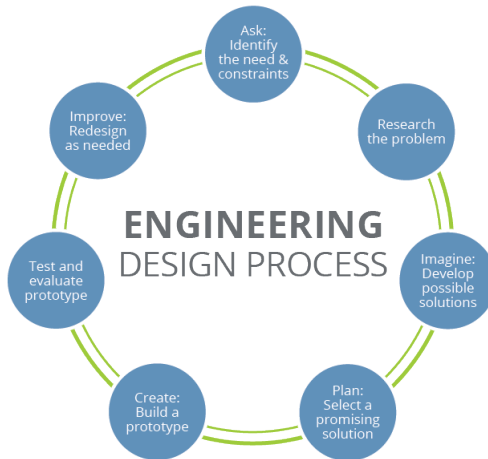 Ask:
Identify
the need &
constraints
Research
the problem
Imagine:
Develop
possible
solutions
Plan:
Select a
promising
solution
Create:
Build a
prototype
Test and
evaluate
prototype
Improve:
Redesign
as needed
ENGINEERING
DESIGN PROCESS